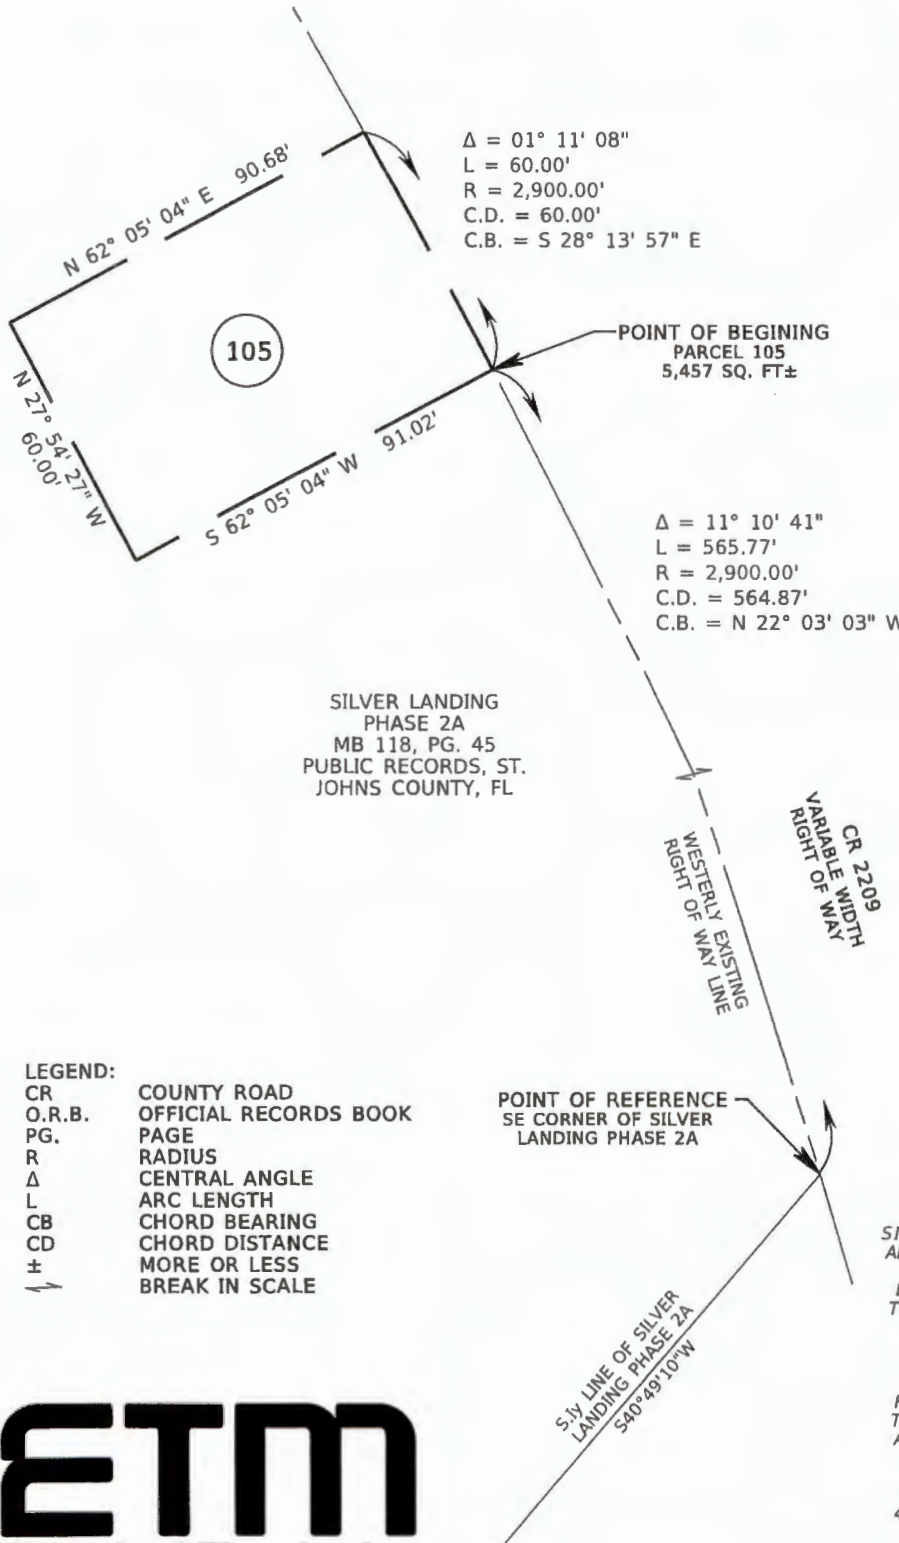 N 62° 05' 04" E 90.68'
Δ = 01° 11' 08"
L = 60.00'
R = 2,900.00'
C.D. = 60.00'
C.B. = S 28° 13' 57" E
105
POINT OF BEGINING
PARCEL 105
5,457 SQ. FT±
N 27° 54' 27" W
60.00'
S 62° 05' 04" W 91.02'
Δ = 11° 10' 41"
L = 565.77'
R = 2,900.00'
C.D. = 564.87'
C.B. = N 22° 03' 03" W
SILVER LANDING
PHASE 2A
MB 118, PG. 45
PUBLIC RECORDS, ST.
JOHNS COUNTY, FL
CR 2209
VARIABLE WIDTH
RIGHT OF WAY
WESTERLY EXISTING
RIGHT OF WAY LINE
LEGEND:
CR COUNTY ROAD
O.R.B. OFFICIAL RECORDS BOOK
PG. PAGE
R RADIUS
Δ CENTRAL ANGLE
L ARC LENGTH
CB CHORD BEARING
CD CHORD DISTANCE
± MORE OR LESS
BREAK IN SCALE
POINT OF REFERENCE
SE CORNER OF SILVER
LANDING PHASE 2A
S.ly LINE OF SILVER
LANDING PHASE 2A
S40°49'10"W
ETM